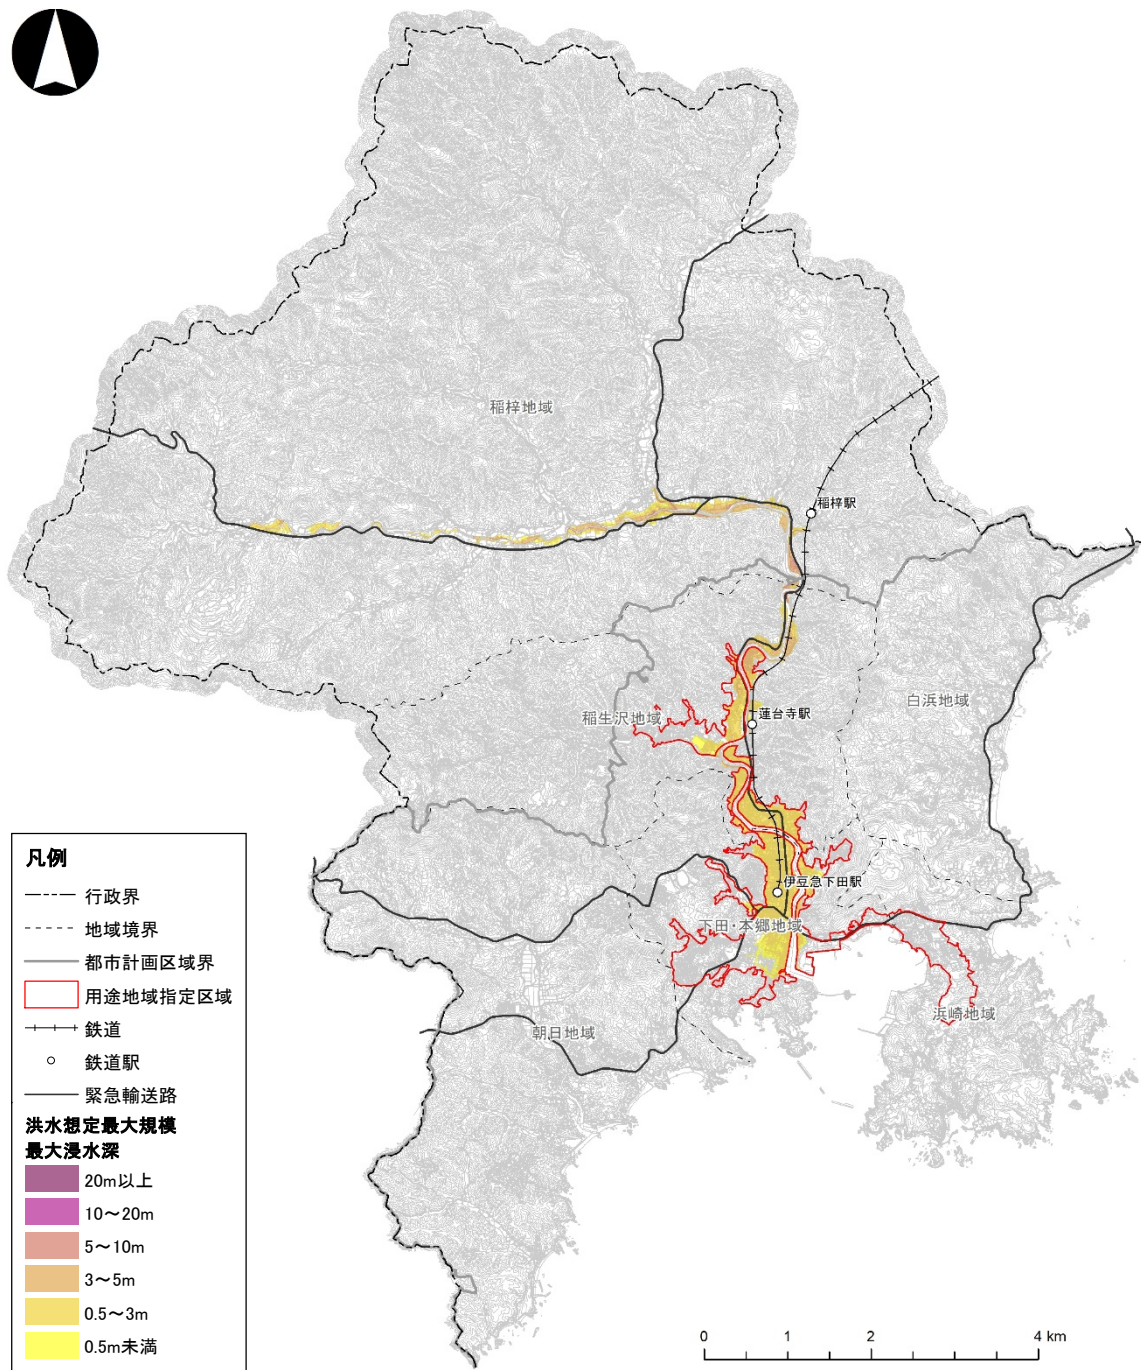 稲梓地域
稲梓駅
白浜地域
稲生沢地域
蓮台寺駅
伊豆急下田駅
下田・本郷地域
浜崎地域
朝日地域
凡例
行政界
地域境界
都市計画区域界
用途地域指定区域
鉄道
鉄道駅
緊急輸送路
洪水想定最大規模
最大浸水深
20m以上
10～20m
5～10m
3～5m
0.5～3m
0.5m未満
0 1 2 4 km